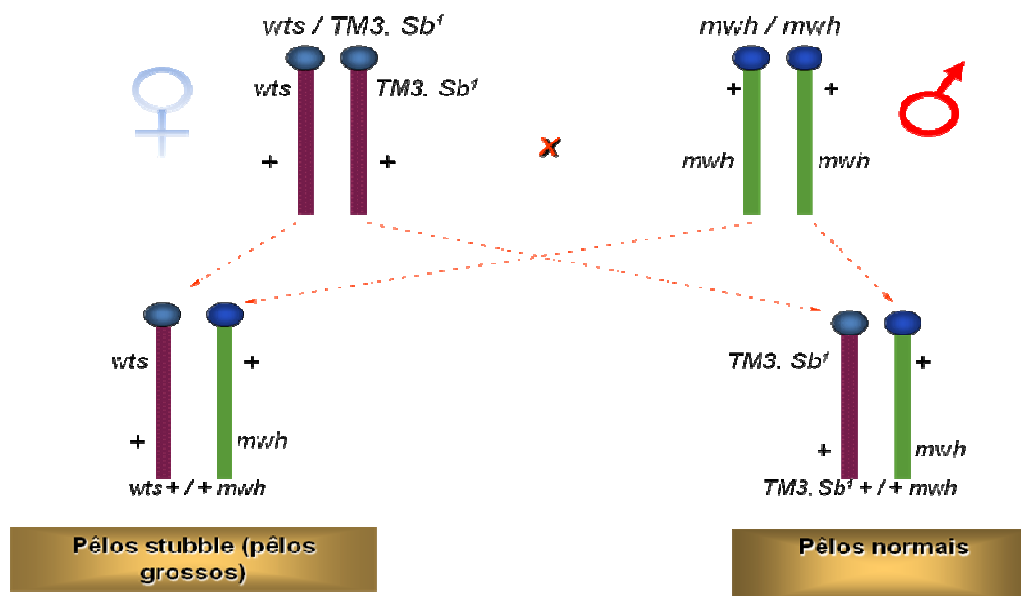 wts / TM3. Sb¹
mwh / mwh
wts
TM3. Sb¹
+
+
+
+
mwh
mwh
x
wts
+
TM3. Sb¹
+
+
mwh
+
mwh
wts + / + mwh
TM3. Sb¹ + / + mwh
Pêlos stubble (pêlos
grossos)
Pêlos normais